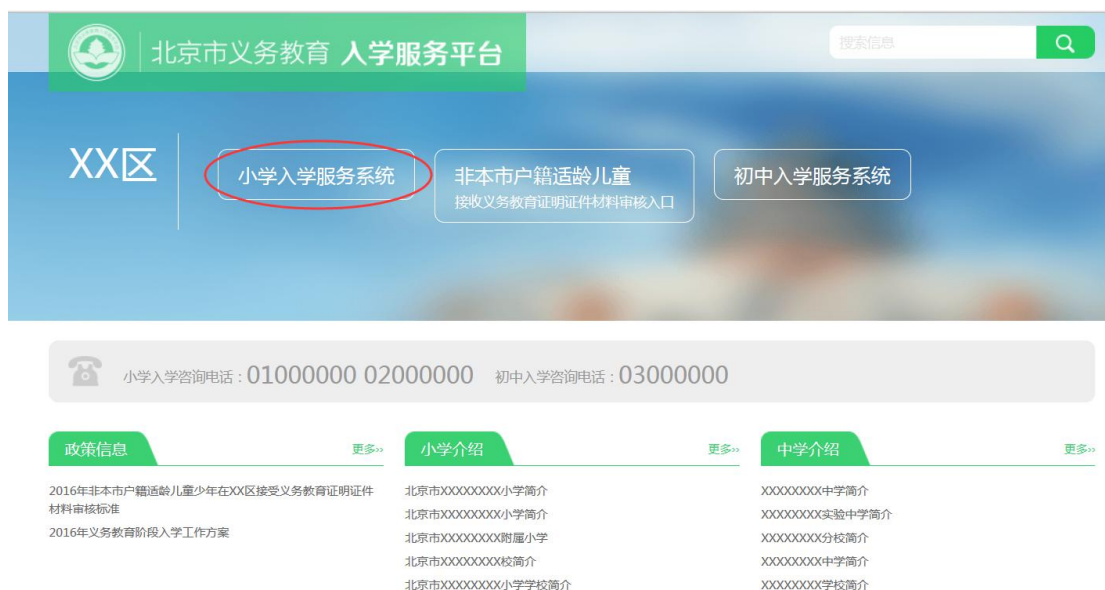 北京市义务教育 入学服务平台
搜索信息
XX区
小学入学服务系统
非本市户籍适龄儿童
接收义务教育证明证件材料审核入口
初中入学服务系统
小学入学咨询电话：01000000 02000000 初中入学咨询电话：03000000
政策信息
更多››
2016年非本市户籍适龄儿童少年在XX区接受义务教育证明证件
材料审核标准
2016年义务教育阶段入学工作方案
小学介绍
更多››
北京市XXXXXXXX小学简介
北京市XXXXXXXX小学简介
北京市XXXXXXXX附属小学
北京市XXXXXXXX校简介
北京市XXXXXXXX小学学校简介
中学介绍
更多››
XXXXXXXX中学简介
XXXXXXXX实验中学简介
XXXXXXXX分校简介
XXXXXXXX中学简介
XXXXXXXX学校简介